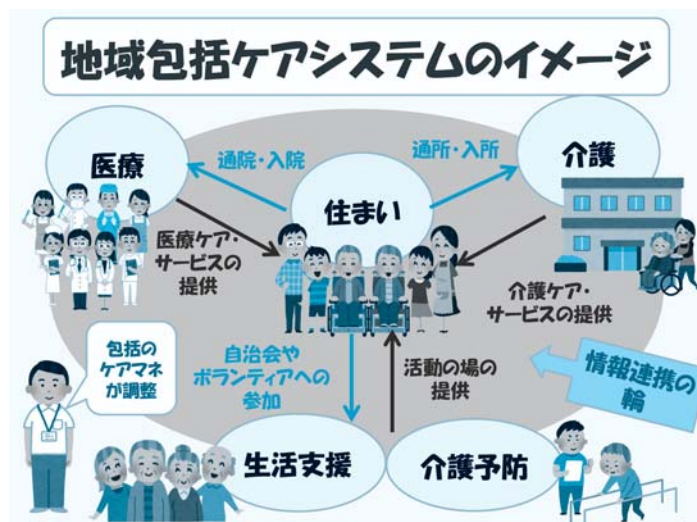 地域包括ケアシステムのイメージ
医療
通院・入院
通所・入所
介護
住まい
医療ケア・
サービスの
提供
介護ケア・
サービスの提供
包括の
ケアマネ
が調整
自治会や
ボランティアへの
参加
活動の場の
提供
情報連携の
輪
生活支援
介護予防